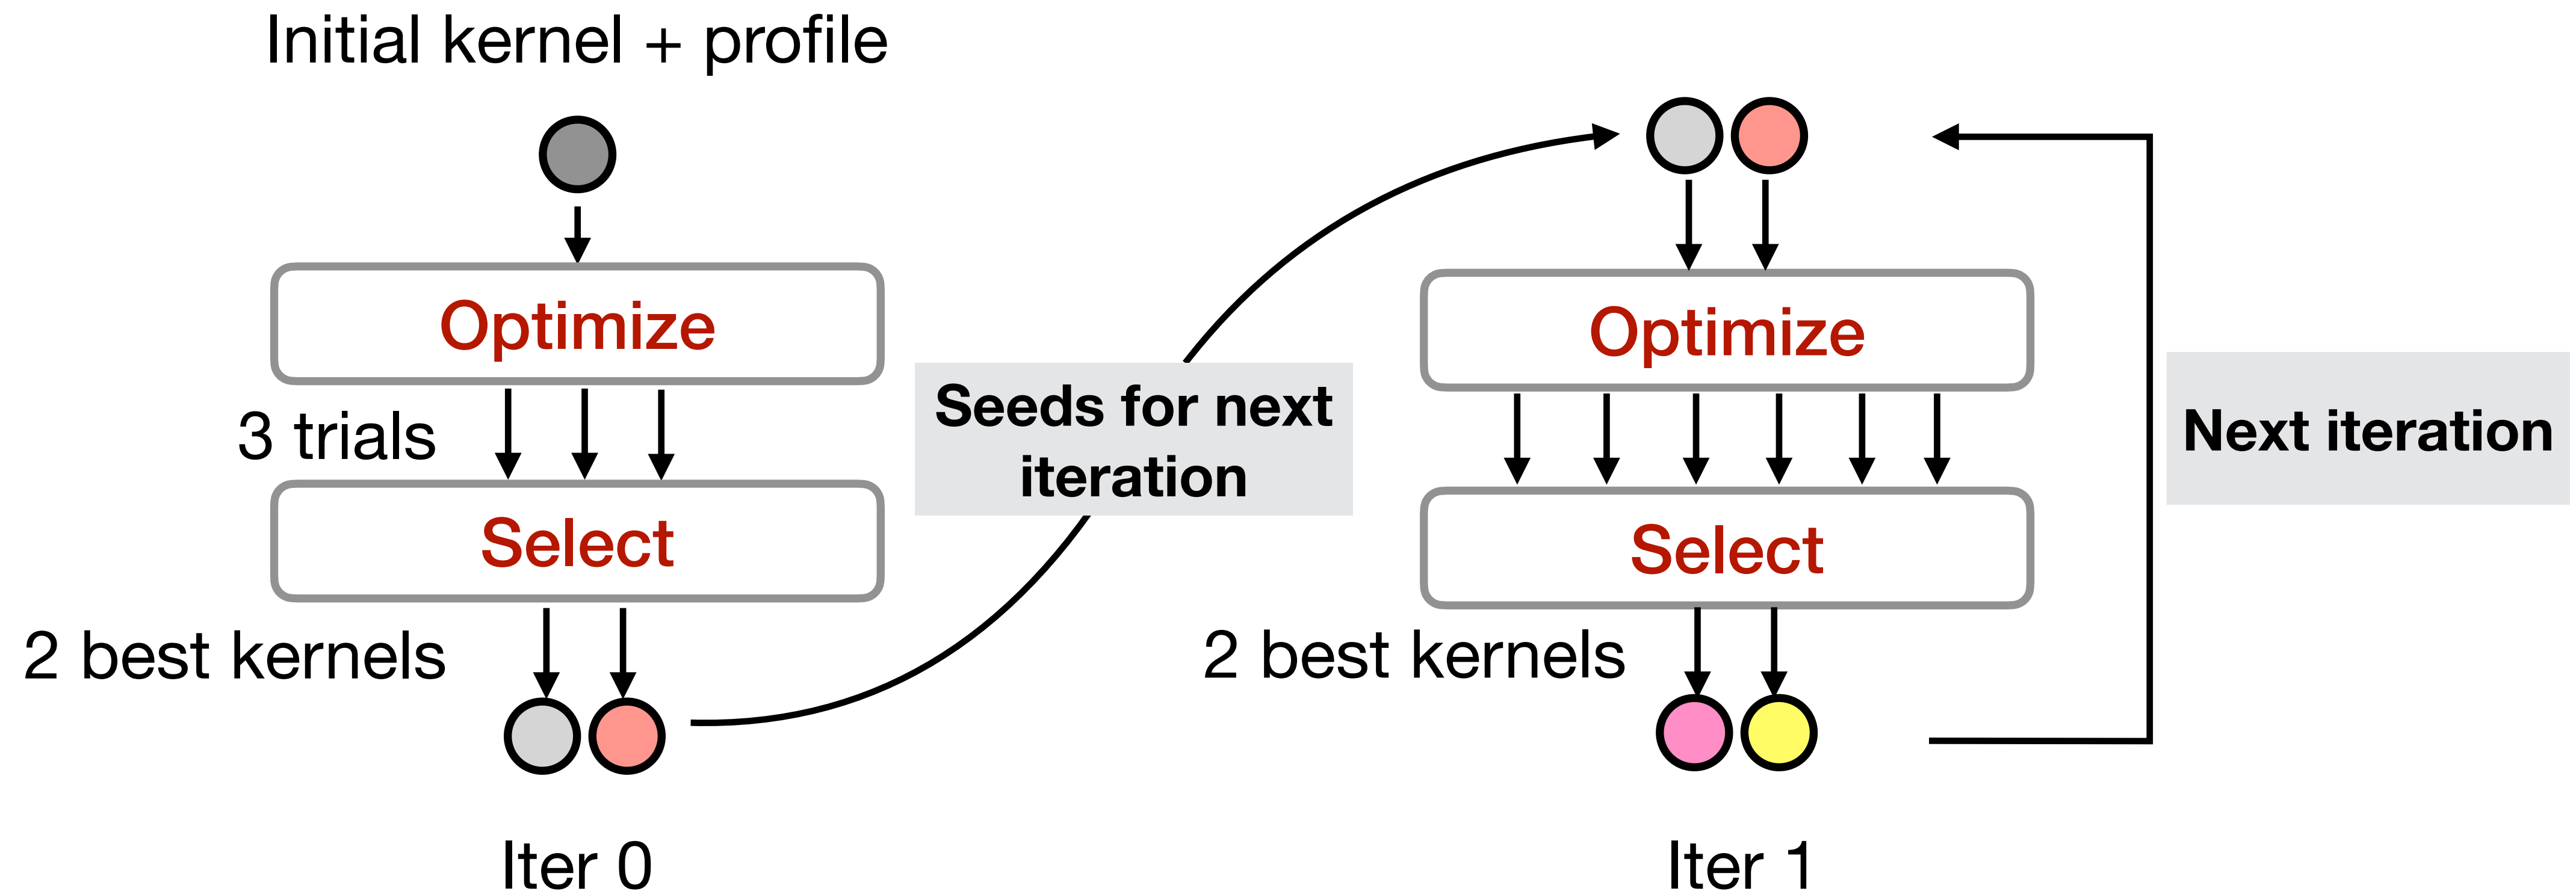 Initial kernel + profile
Optimize
3 trials
Select
2 best kernels
Iter 0
Seeds for next
iteration
Optimize
Select
2 best kernels
Iter 1
Next iteration